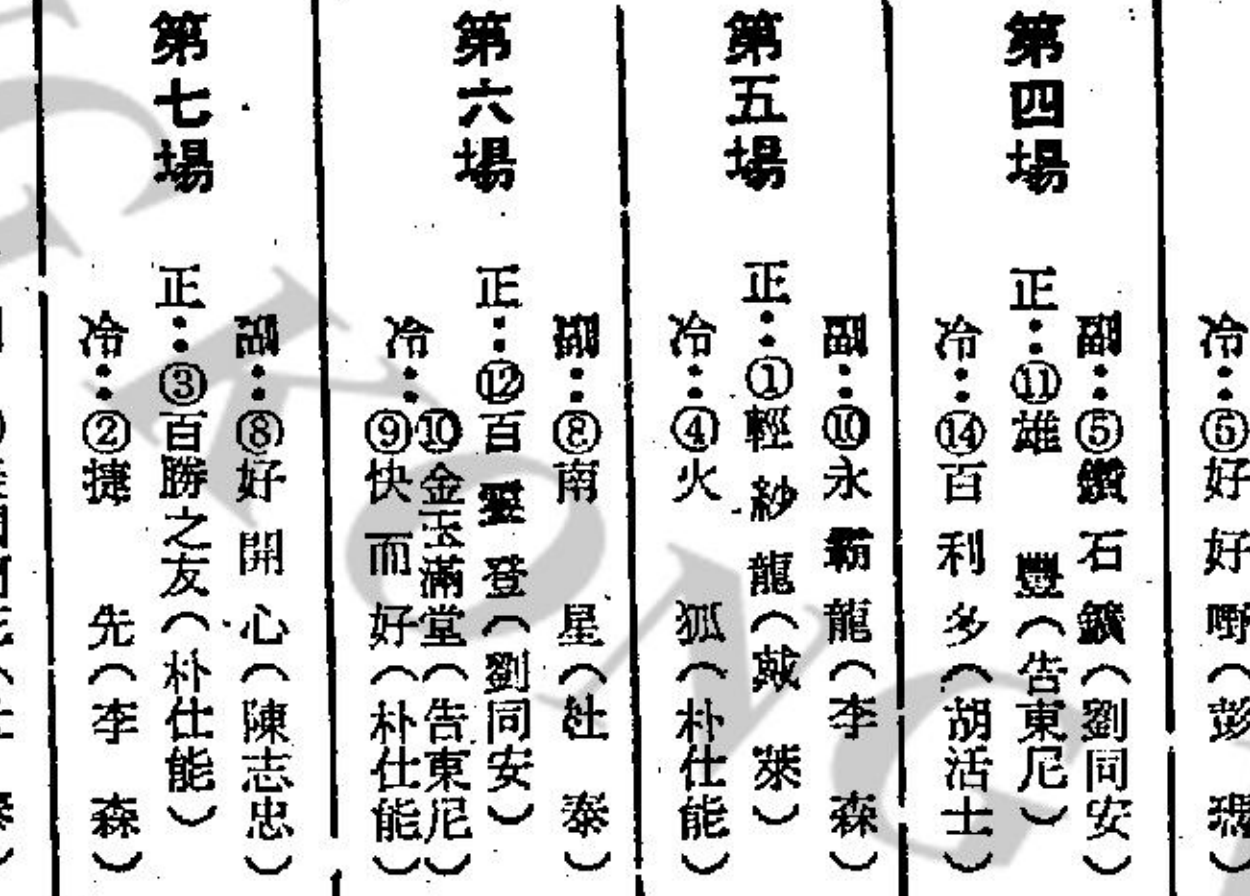 冷：⑥好好嘢（彭
第四場
副：⑤鑽石鑛（劉同安）
正：⑪雄豐（告東尼）
冷：⑭百利多（胡活士）
第五場
副：⑩永霸龍（李森）
正：①輕紗龍（戴萊）
冷：④火狐（朴仕能）
第六場
副：⑧南星（杜泰）
正：⑫百靈登（劉同安）
冷：⑩金玉滿堂（告東尼）
⑨快而好（朴仕能）
第七場
副：⑧好開心（陳志忠）
正：③百勝之友（朴仕能）
冷：②捷先（李森）
KONG